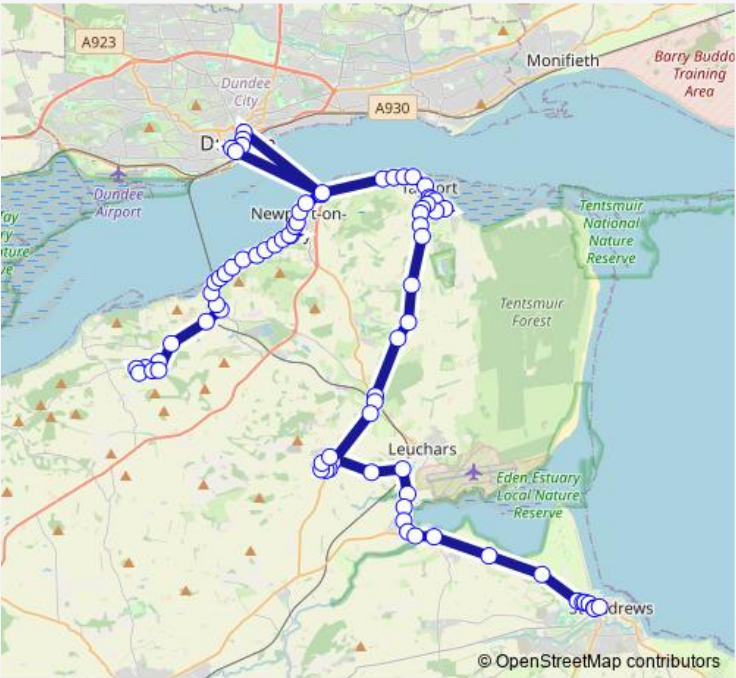 A923
Monifieth
Barry Buddo
Training
Area
Dundee
City
A930
Dundee
Airport
Newport-on-
Tentsmuir
National
Nature
Reserve
Tentsmuir
Forest
Leuchars
Eden Estuary
Local Nature
Reserve
© OpenStreetMap contributors